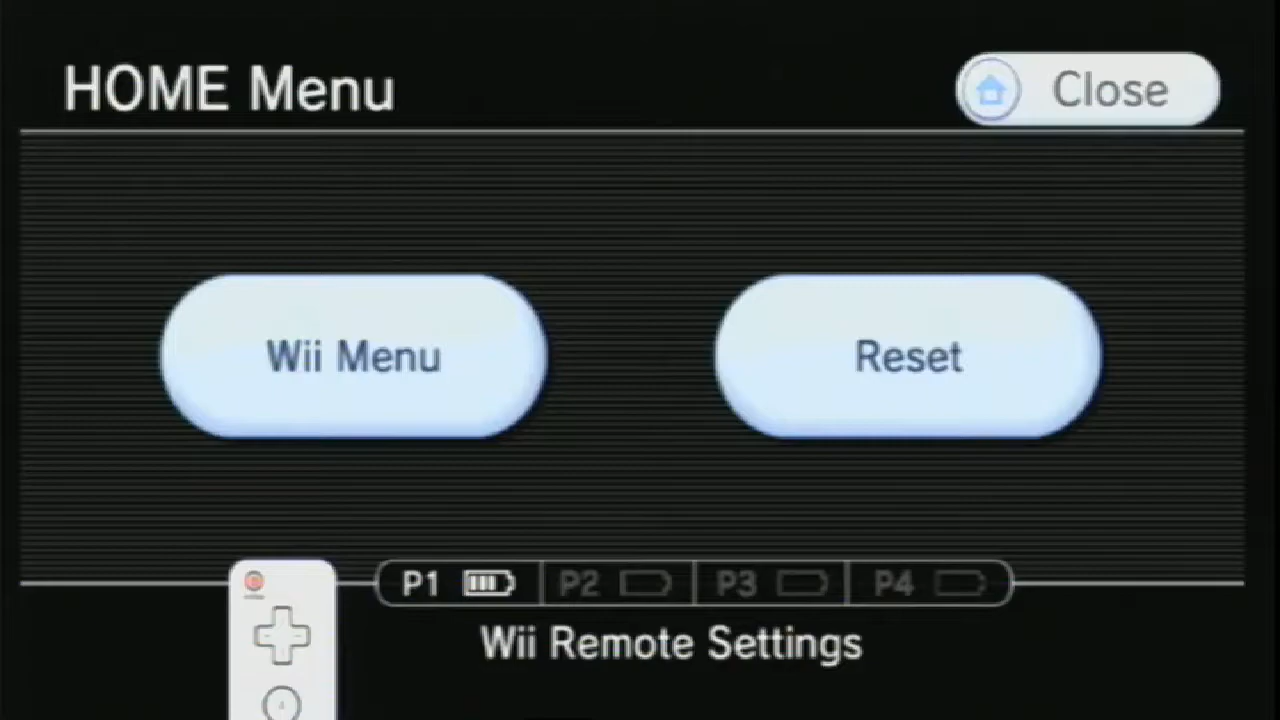 HOME Menu
Close
Wii Menu
Reset
P1 P2 P3 P4
Wii Remote Settings